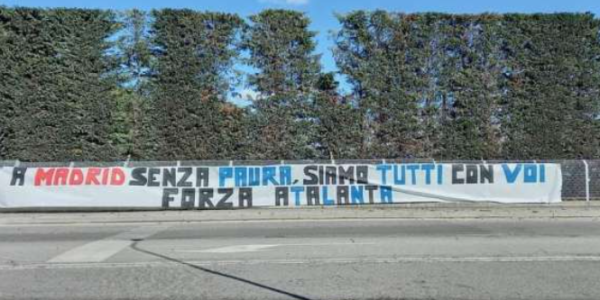 A MADRID SENZA PAURA, SIAMO TUTTI CON VOI
FORZA ATALANTA